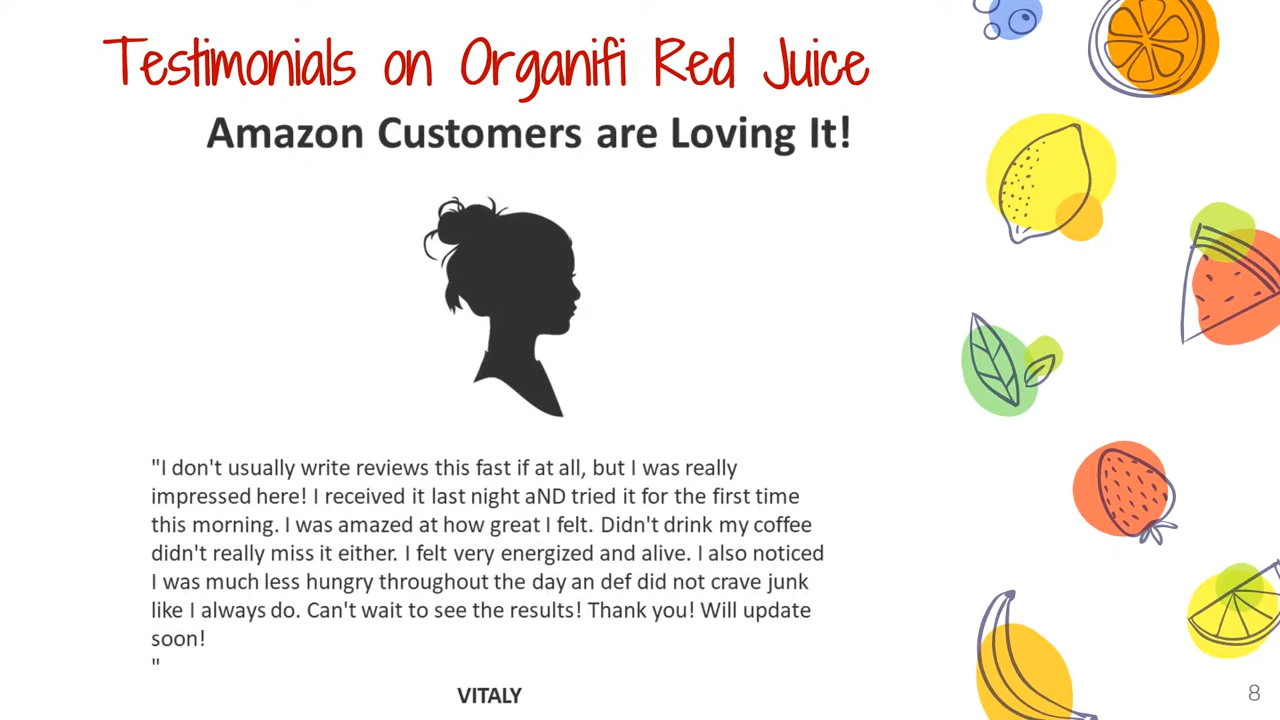 Testimonials on Organifi Red Juice
Amazon Customers are Loving It!
"I don't usually write reviews this fast if at all, but I was really
impressed here! I received it last night aND tried it for the first time
this morning. I was amazed at how great I felt. Didn't drink my coffee
didn't really miss it either. I felt very energized and alive. I also noticed
I was much less hungry throughout the day an def did not crave junk
like I always do. Can't wait to see the results! Thank you! Will update
soon!
"
VITALY
8